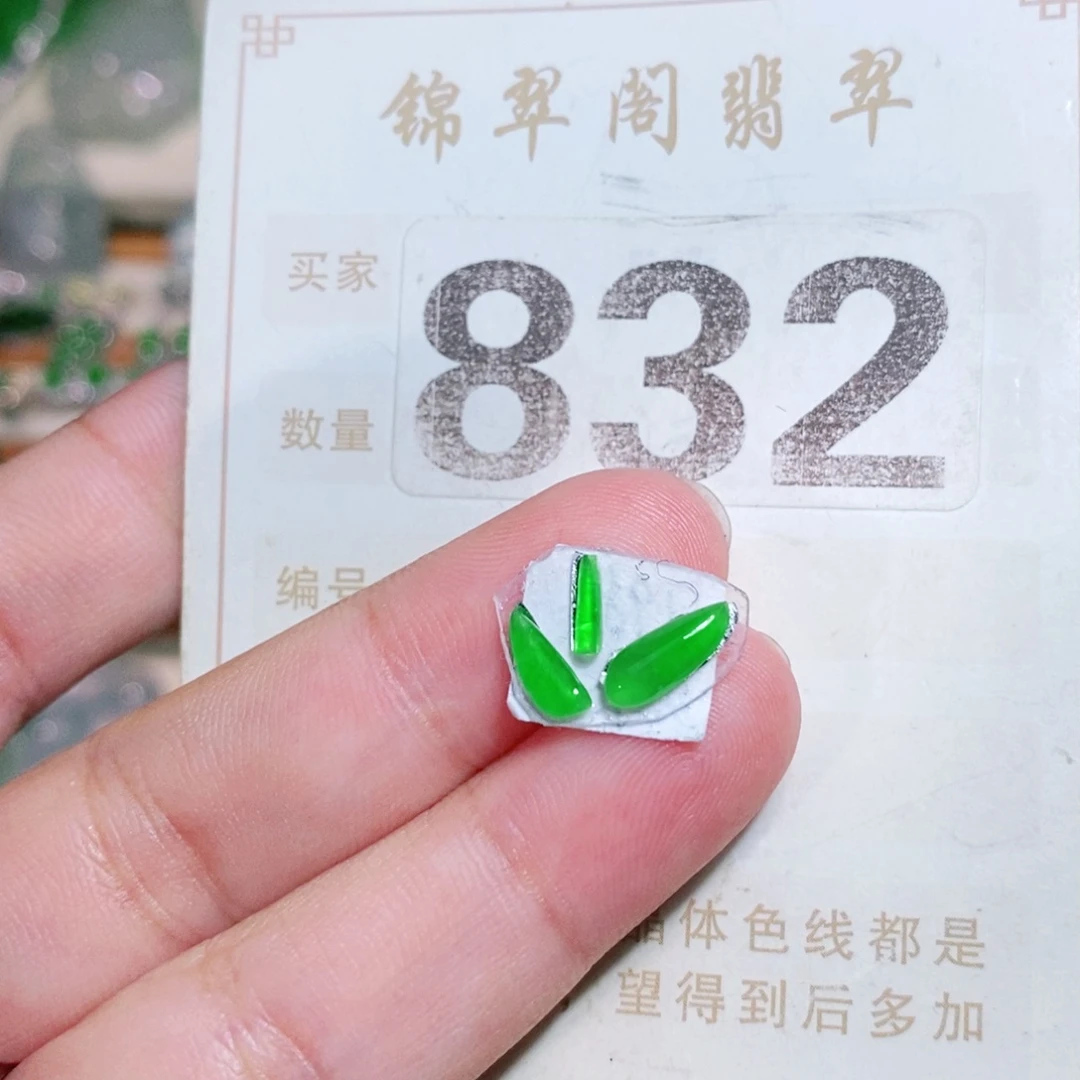 锦翠阁翡翠
买家
832
数量
编号
体色线都是
望得到后多加